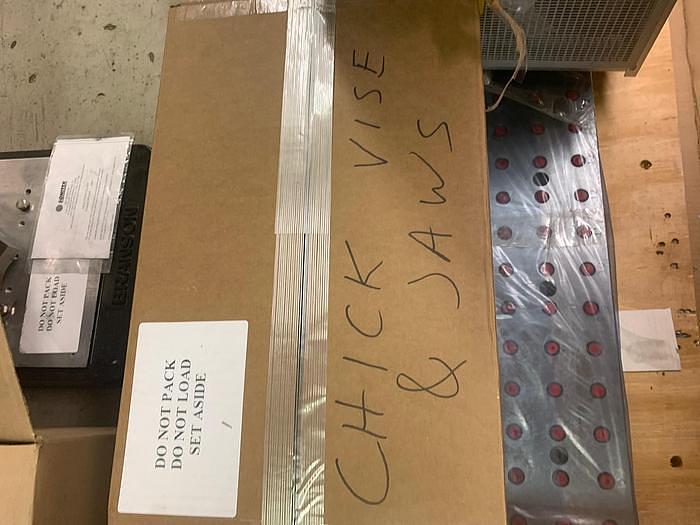 CHICK VISE
& JAWS
DO NOT PACK
DO NOT LOAD
SET ASIDE
DO NOT PACK
DO NOT LOAD
SET ASIDE
BRANSON